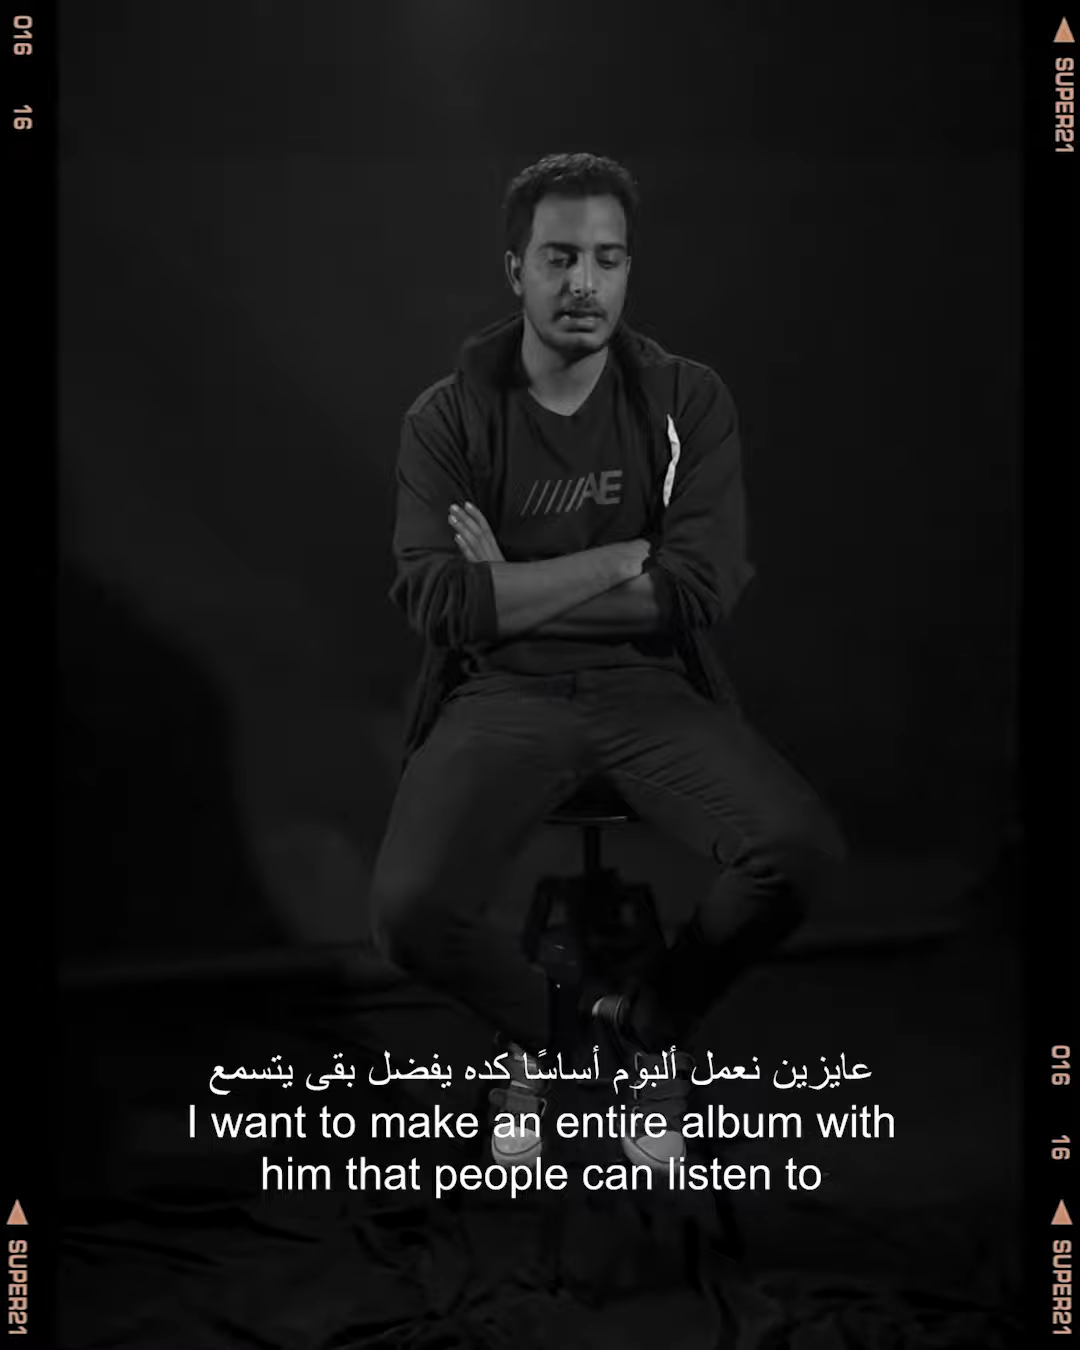 016
16
SUPER21
/////AE
عايزين نعمل ألبوم أساسًا كده يفضل بقى يتسمع
I want to make an entire album with
him that people can listen to
016
16
SUPER21
SUPER21